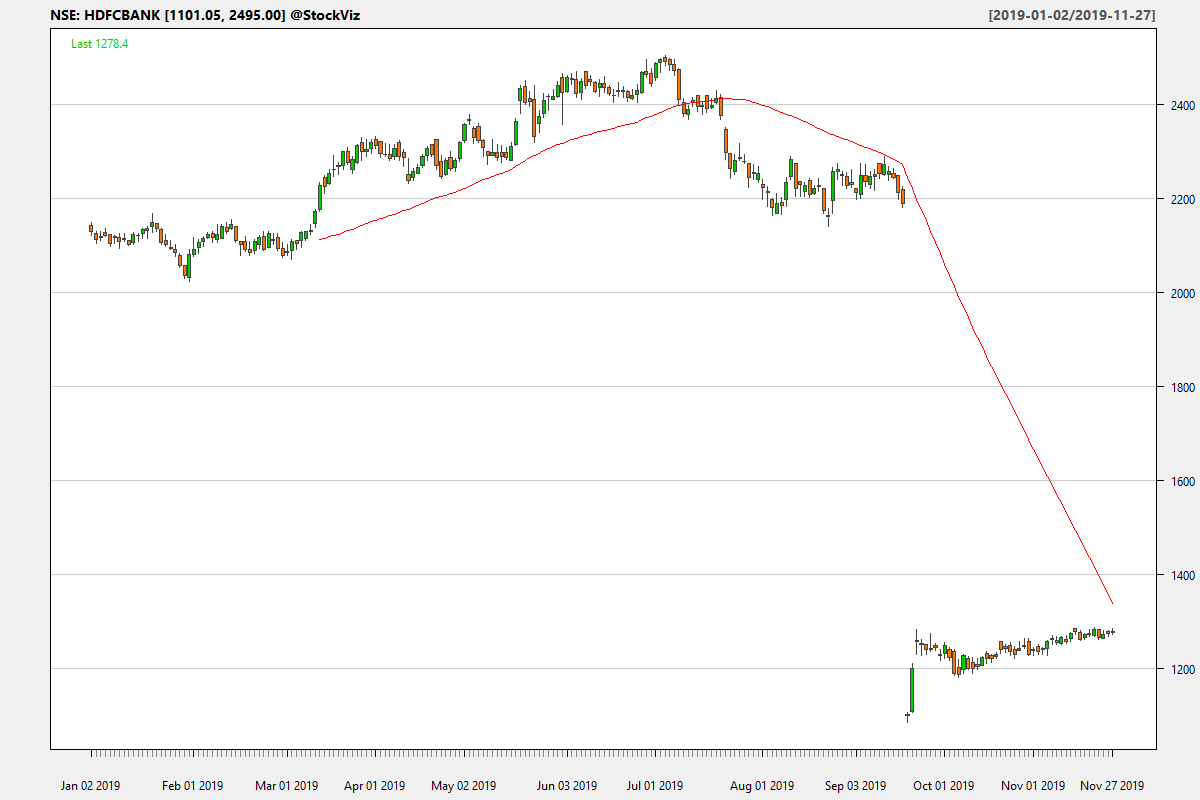 NSE: HDFCBANK [1101.05, 2495.00] @StockViz [2019-01-02/2019-11-27]
Last 1278.4
2400
2200
2000
1800
1600
1400
1200
Jan 02 2019 Feb 01 2019 Mar 01 2019 Apr 01 2019 May 02 2019 Jun 03 2019 Jul 01 2019 Aug 01 2019 Sep 03 2019 Oct 01 2019 Nov 01 2019 Nov 27 2019